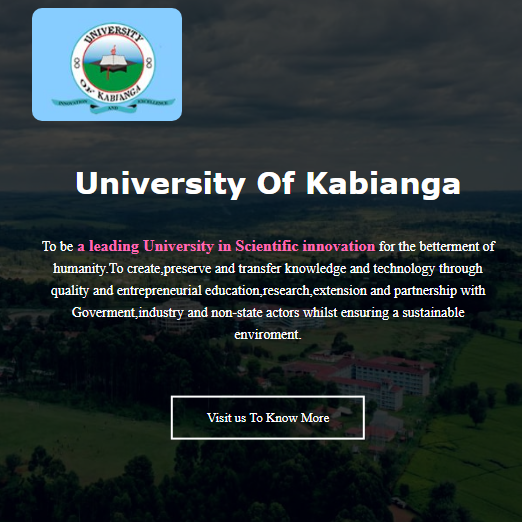 UNIVERSITY
OF KABIANGA
INNOVATION AND EXCELLENCE
University Of Kabianga
To be a leading University in Scientific innovation for the betterment of
humanity.To create,preserve and transfer knowledge and technology through
quality and entrepreneurial education,research,extension and partnership with
Goverment,industry and non-state actors whilst ensuring a sustainable
enviroment.
Visit us To Know More